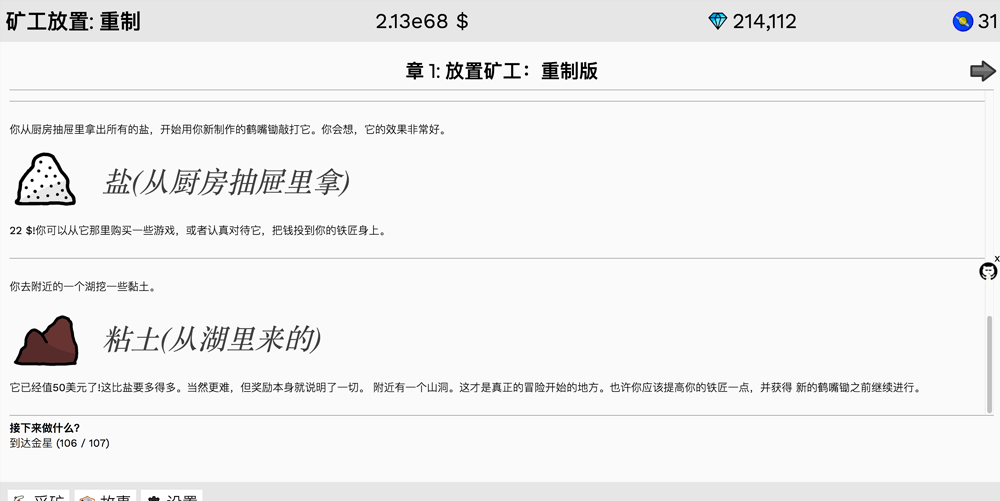 矿工放置: 重制
2.13e68 $
214,112
31
章 1: 放置矿工：重制版
你从厨房抽屉里拿出所有的盐，开始用你新制作的鹤嘴锄敲打它。你会想，它的效果非常好。
盐(从厨房抽屉里拿)
22 $!你可以从它那里购买一些游戏，或者认真对待它，把钱投到你的铁匠身上。
x
你去附近的一个湖挖一些黏土。
粘土(从湖里来的)
它已经值50美元了!这比盐要多得多。当然更难，但奖励本身就说明了一切。 附近有一个山洞。这才是真正的冒险开始的地方。也许你应该提高你的铁匠一点，并获得 新的鹤嘴锄之前继续进行。
接下来做什么?
到达金星 (106 / 107)
采矿
故事
设置